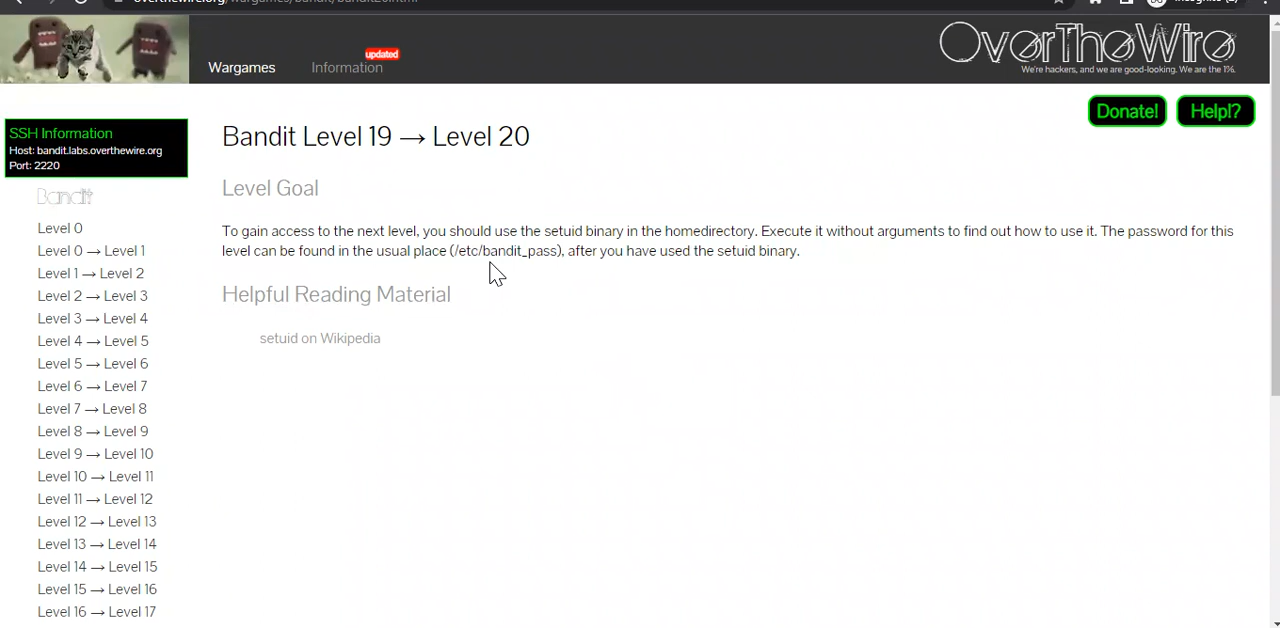 Wargames
Information
updated
OverTheWire
We're hackers, and we are good-looking. We are the 1%.
Donate!
Help!?
SSH Information
Host: bandit.labs.overthewire.org
Port: 2220
Bandit
Level 0
Level 0 → Level 1
Level 1 → Level 2
Level 2 → Level 3
Level 3 → Level 4
Level 4 → Level 5
Level 5 → Level 6
Level 6 → Level 7
Level 7 → Level 8
Level 8 → Level 9
Level 9 → Level 10
Level 10 → Level 11
Level 11 → Level 12
Level 12 → Level 13
Level 13 → Level 14
Level 14 → Level 15
Level 15 → Level 16
Level 16 → Level 17
Bandit Level 19 → Level 20
Level Goal
To gain access to the next level, you should use the setuid binary in the homedirectory. Execute it without arguments to find out how to use it. The password for this
level can be found in the usual place (/etc/bandit_pass), after you have used the setuid binary.
Helpful Reading Material
setuid on Wikipedia